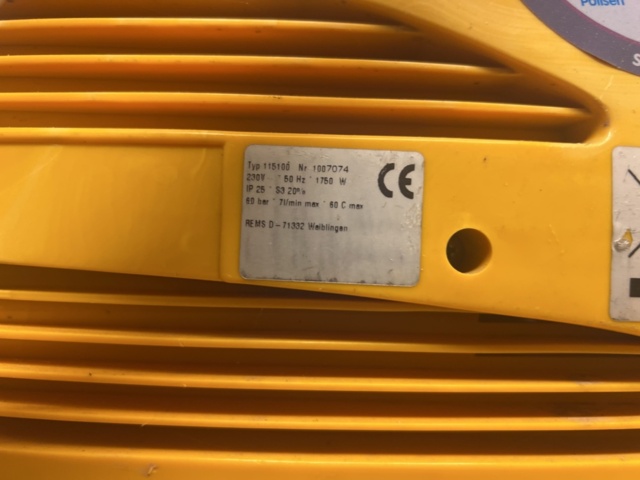 Polisen
S
Typ 115100 Nr 1007074
230V ~ 50 Hz ~ 1750 W
IP 25 ~ S3 20%
60 bar ~ 7l/min max ~ 60 C max
REMS D-71332 Waiblingen
CE